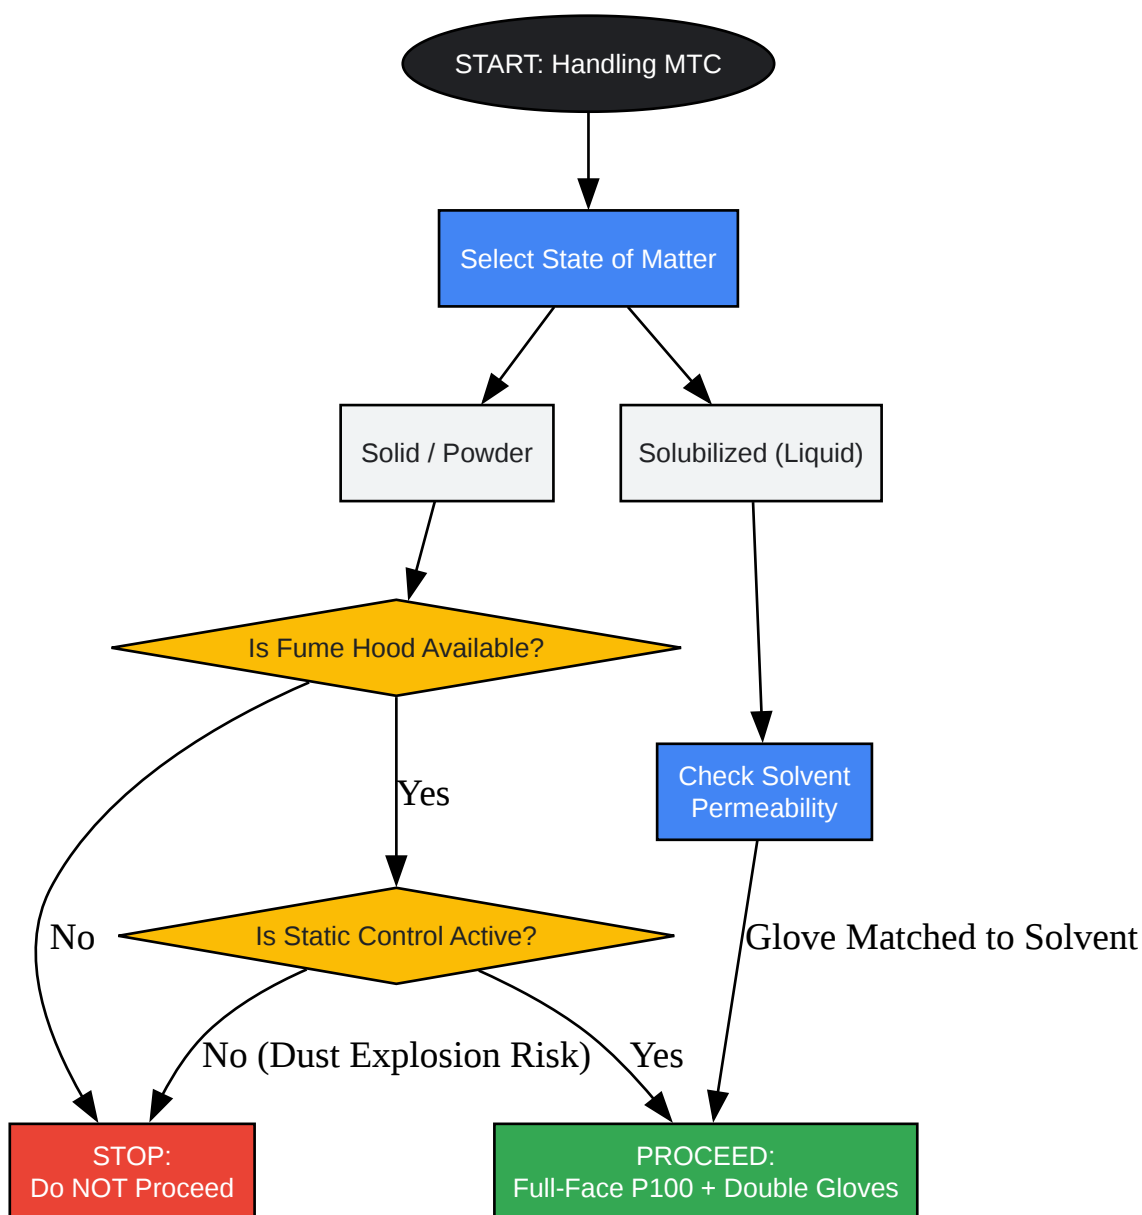 START: Handling MTC
Select State of Matter
Solid / Powder
Solubilized (Liquid)
Is Fume Hood Available?
Check Solvent
Permeability
Yes
No
Is Static Control Active?
Glove Matched to Solvent
No (Dust Explosion Risk)
Yes
STOP:
Do NOT Proceed
PROCEED:
Full-Face P100 + Double Gloves